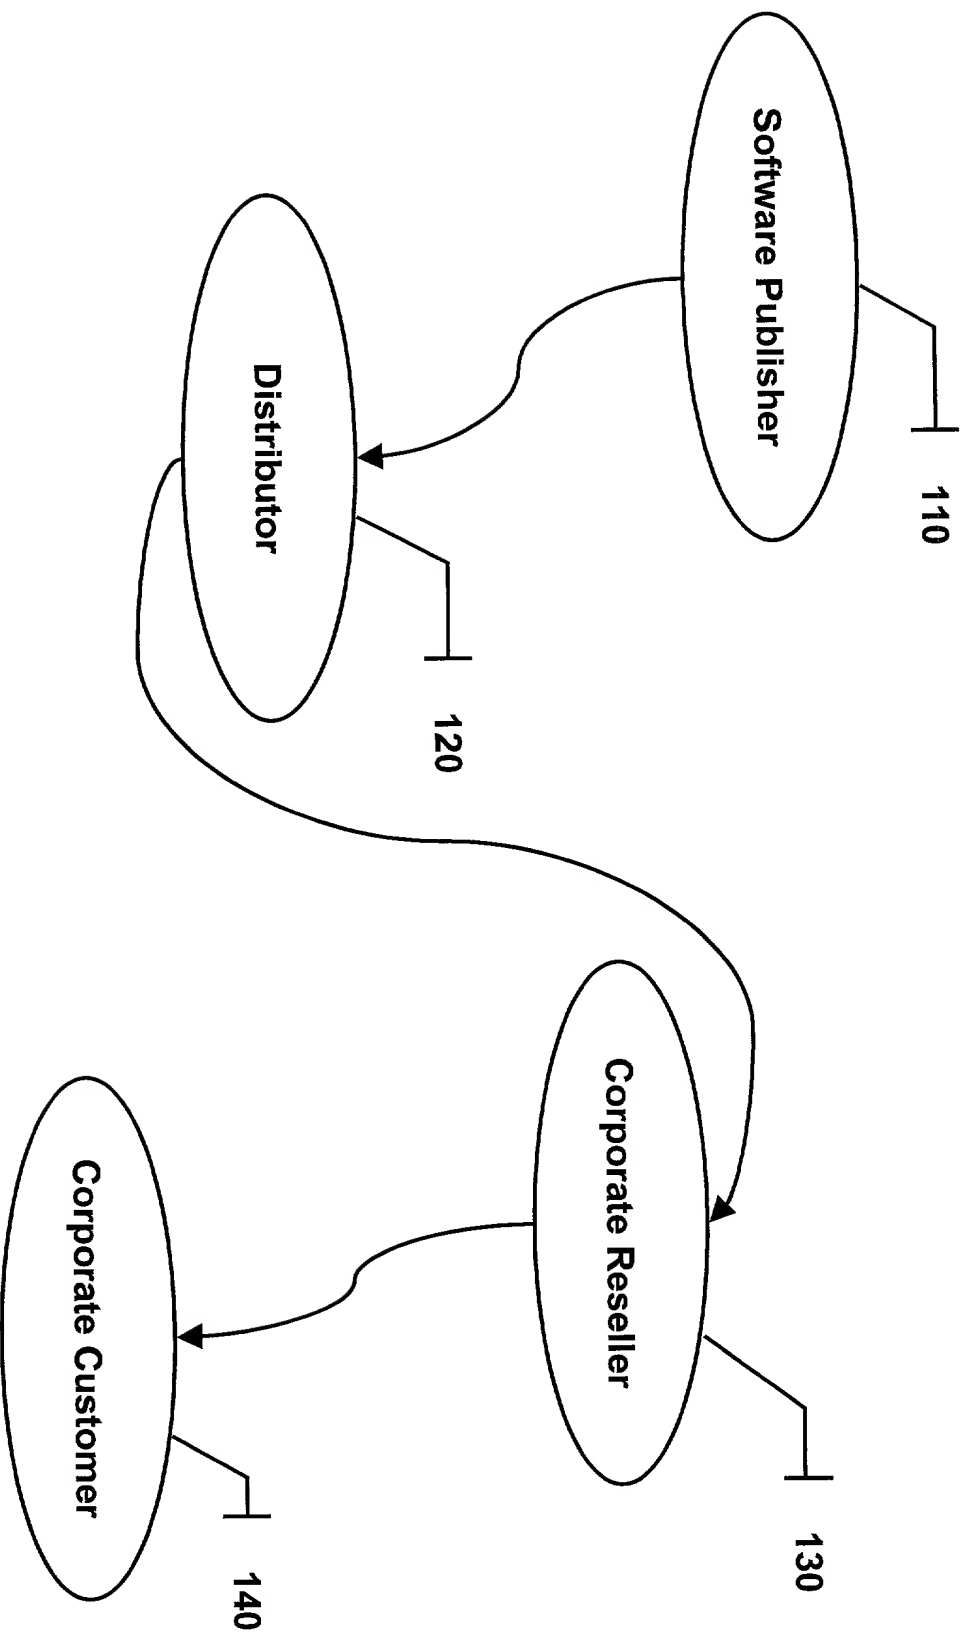 Software Publisher
110
Distributor
120
Corporate Reseller
130
Corporate Customer
140